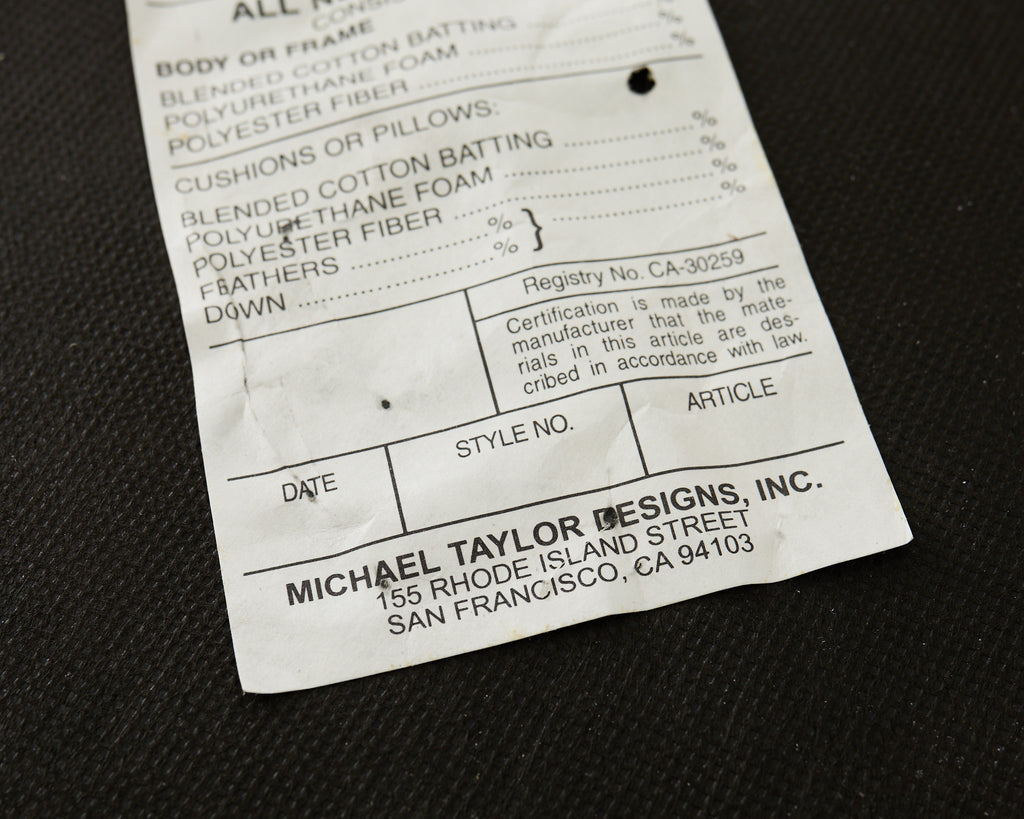 ALL
BODY OR FRAME
BLENDED COTTON BATTING ........ %
POLYURETHANE FOAM ........ %
POLYESTER FIBER ........ %
CUSHIONS OR PILLOWS:
BLENDED COTTON BATTING ........ %
POLYURETHANE FOAM ........ %
POLYESTER FIBER ........ %
FEATHERS ........ % } ........ %
DOWN ........ %
Registry No. CA-30259
Certification is made by the
manufacturer that the mate-
rials in this article are des-
cribed in accordance with law.
DATE
STYLE NO.
ARTICLE
MICHAEL TAYLOR DESIGNS, INC.
155 RHODE ISLAND STREET
SAN FRANCISCO, CA 94103